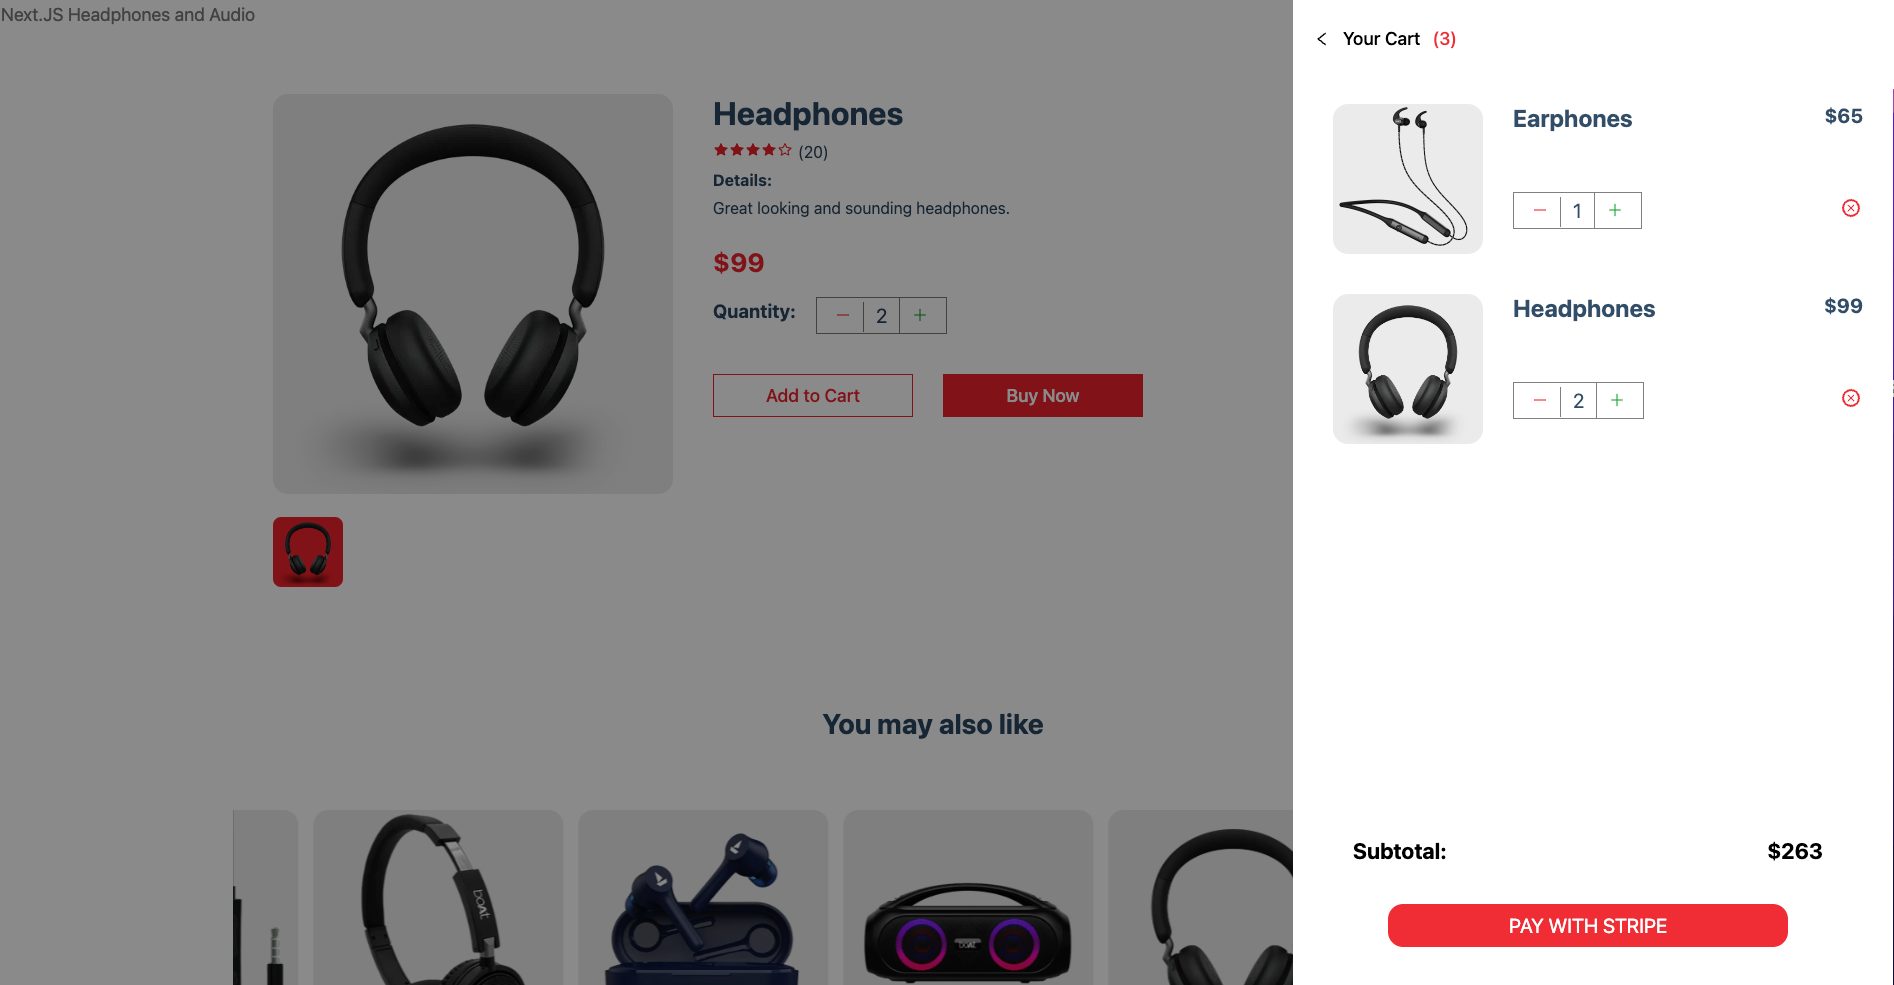 Next.JS Headphones and Audio
Headphones
(20)
Details:
Great looking and sounding headphones.
$99
Quantity:
2
Add to Cart
Buy Now
You may also like
boAt
boAt
Your Cart (3)
Earphones
$65
1
Headphones
$99
2
Subtotal:
$263
PAY WITH STRIPE